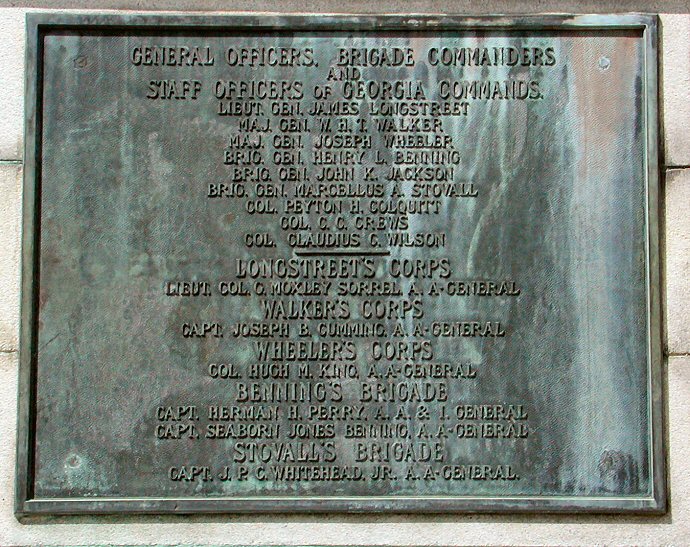 GENERAL OFFICERS, BRIGADE COMMANDERS
AND
STAFF OFFICERS OF GEORGIA COMMANDS.
LIEUT. GEN. JAMES LONGSTREET
MAJ. GEN. W. H. T. WALKER
MAJ. GEN. JOSEPH WHEELER
BRIG. GEN. HENRY L. BENNING
BRIG. GEN. JOHN K. JACKSON
BRIG. GEN. MARCELLUS A. STOVALL
COL. PEYTON H. COLQUITT
COL. C. C. CREWS
COL. CLAUDIUS C. WILSON
LONGSTREET'S CORPS
LIEUT. COL. G. MOXLEY SORREL, A. A-GENERAL
WALKER'S CORPS
CAPT. JOSEPH B. CUMMING, A. A-GENERAL
WHEELER'S CORPS
COL. HUGH M. KING, A. A-GENERAL
BENNING'S BRIGADE
CAPT. HERMAN H. PERRY, A. A. & I. GENERAL
CAPT. SEABORN JONES BENNING, A. A-GENERAL
STOVALL'S BRIGADE
CAPT. J. P. C. WHITEHEAD, JR. A. A-GENERAL.